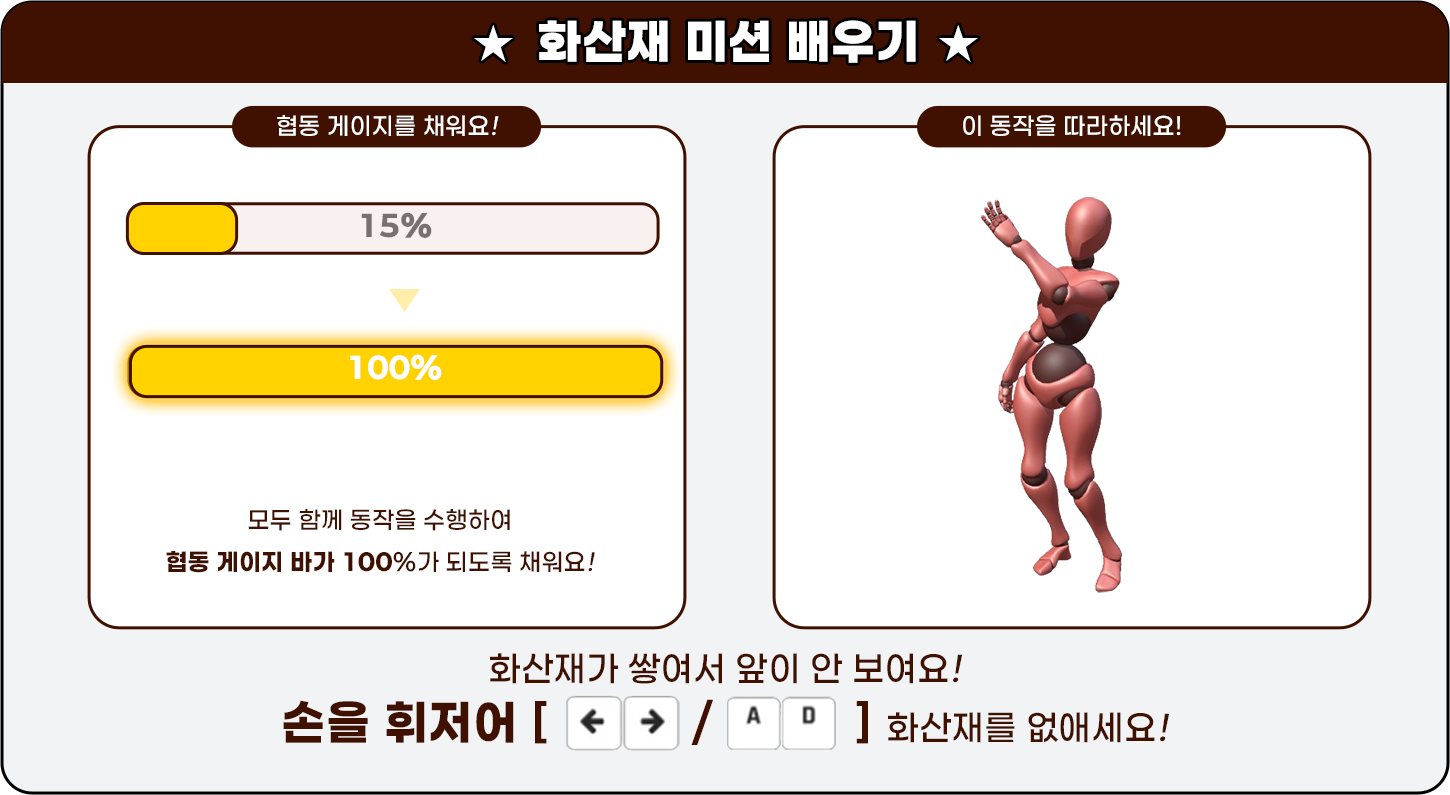 ★ 화산재 미션 배우기 ★
협동 게이지를 채워요!
15%
100%
모두 함께 동작을 수행하여
협동 게이지 바가 100%가 되도록 채워요!
이 동작을 따라하세요!
화산재가 쌓여서 앞이 안 보여요!
손을 휘저어 [ ← → / A D ] 화산재를 없애세요!